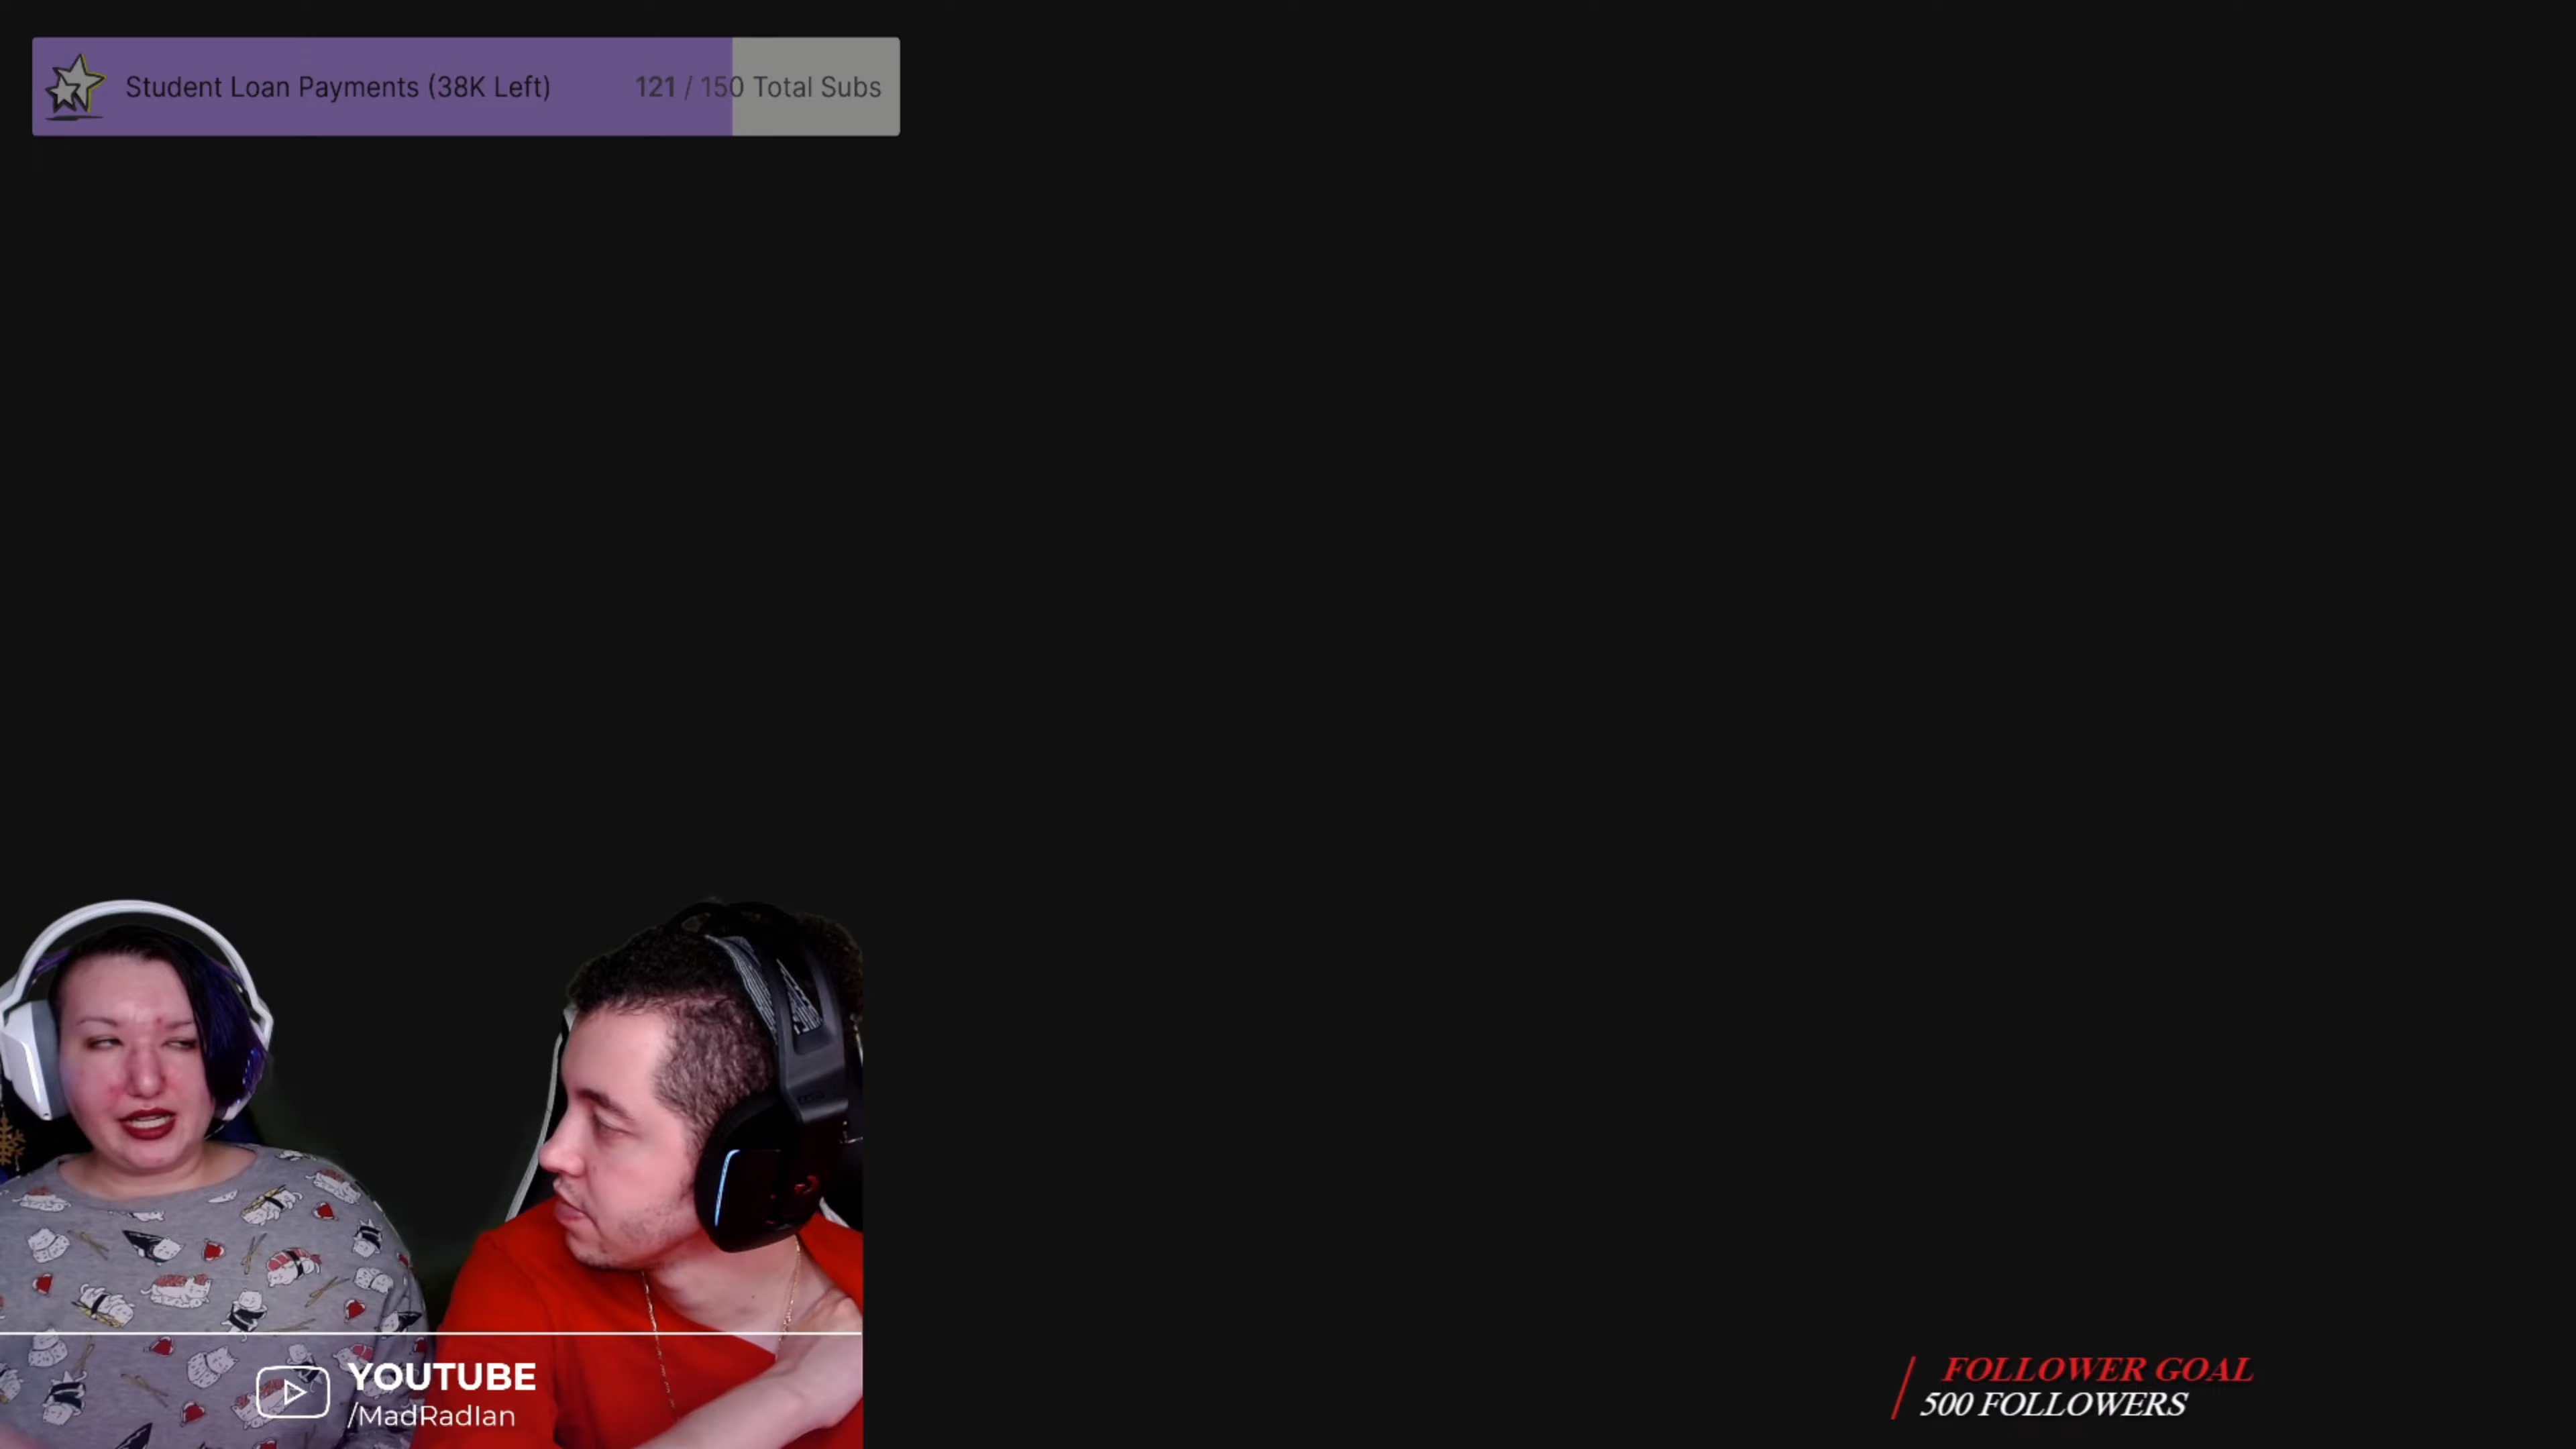 Student Loan Payments (38K Left) 121 / 150 Total Subs
YOUTUBE
/MadRadIan
FOLLOWER GOAL
500 FOLLOWERS